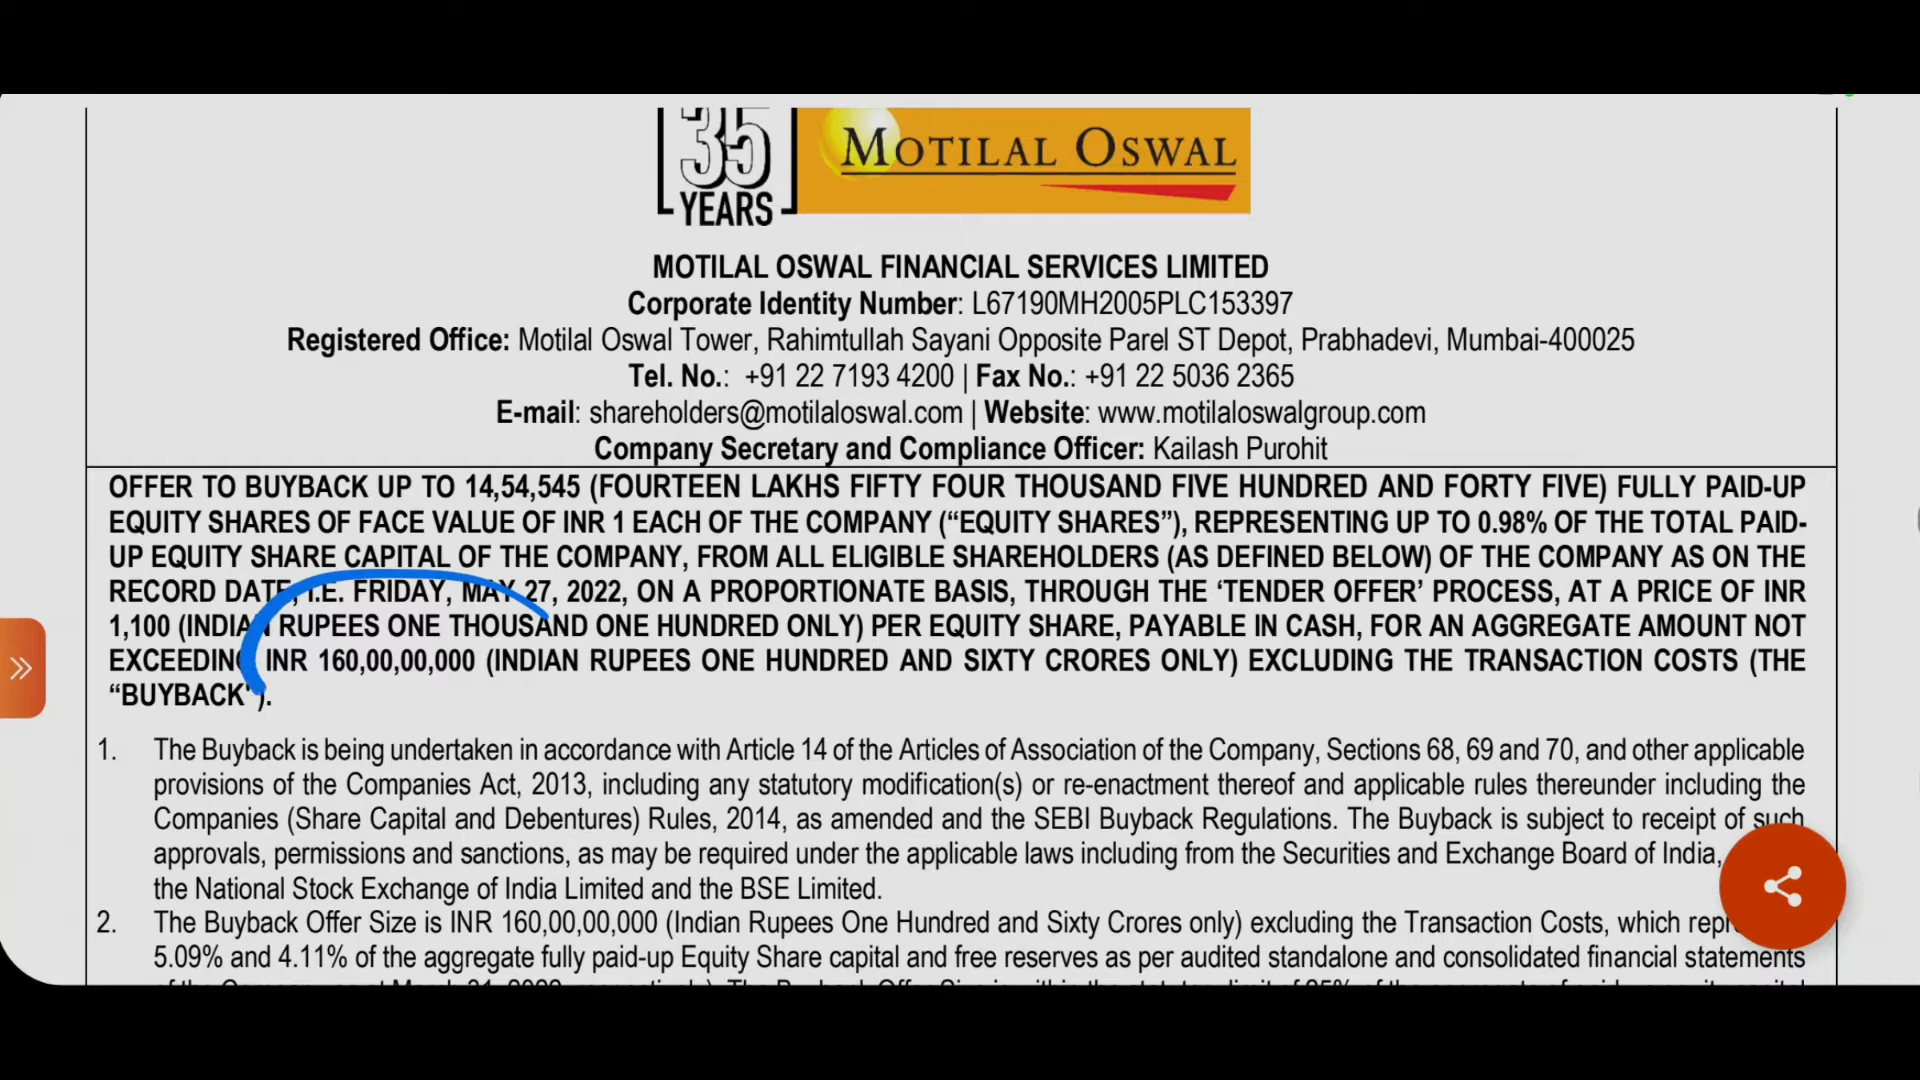 35
YEARS
MOTILAL OSWAL
MOTILAL OSWAL FINANCIAL SERVICES LIMITED
Corporate Identity Number: L67190MH2005PLC153397
Registered Office: Motilal Oswal Tower, Rahimtullah Sayani Opposite Parel ST Depot, Prabhadevi, Mumbai-400025
Tel. No.: +91 22 7193 4200 | Fax No.: +91 22 5036 2365
E-mail: shareholders@motilaloswal.com | Website: www.motilaloswalgroup.com
Company Secretary and Compliance Officer: Kailash Purohit
OFFER TO BUYBACK UP TO 14,54,545 (FOURTEEN LAKHS FIFTY FOUR THOUSAND FIVE HUNDRED AND FORTY FIVE) FULLY PAID-UP
EQUITY SHARES OF FACE VALUE OF INR 1 EACH OF THE COMPANY (“EQUITY SHARES”), REPRESENTING UP TO 0.98% OF THE TOTAL PAID-
UP EQUITY SHARE CAPITAL OF THE COMPANY, FROM ALL ELIGIBLE SHAREHOLDERS (AS DEFINED BELOW) OF THE COMPANY AS ON THE
RECORD DATE, I.E. FRIDAY, MAY 27, 2022, ON A PROPORTIONATE BASIS, THROUGH THE ‘TENDER OFFER’ PROCESS, AT A PRICE OF INR
1,100 (INDIAN RUPEES ONE THOUSAND ONE HUNDRED ONLY) PER EQUITY SHARE, PAYABLE IN CASH, FOR AN AGGREGATE AMOUNT NOT
EXCEEDING INR 160,00,00,000 (INDIAN RUPEES ONE HUNDRED AND SIXTY CRORES ONLY) EXCLUDING THE TRANSACTION COSTS (THE
“BUYBACK”).
1. The Buyback is being undertaken in accordance with Article 14 of the Articles of Association of the Company, Sections 68, 69 and 70, and other applicable
provisions of the Companies Act, 2013, including any statutory modification(s) or re-enactment thereof and applicable rules thereunder including the
Companies (Share Capital and Debentures) Rules, 2014, as amended and the SEBI Buyback Regulations. The Buyback is subject to receipt of such
approvals, permissions and sanctions, as may be required under the applicable laws including from the Securities and Exchange Board of India,
the National Stock Exchange of India Limited and the BSE Limited.
2. The Buyback Offer Size is INR 160,00,00,000 (Indian Rupees One Hundred and Sixty Crores only) excluding the Transaction Costs, which
5.09% and 4.11% of the aggregate fully paid-up Equity Share capital and free reserves as per audited standalone and consolidated financial statements